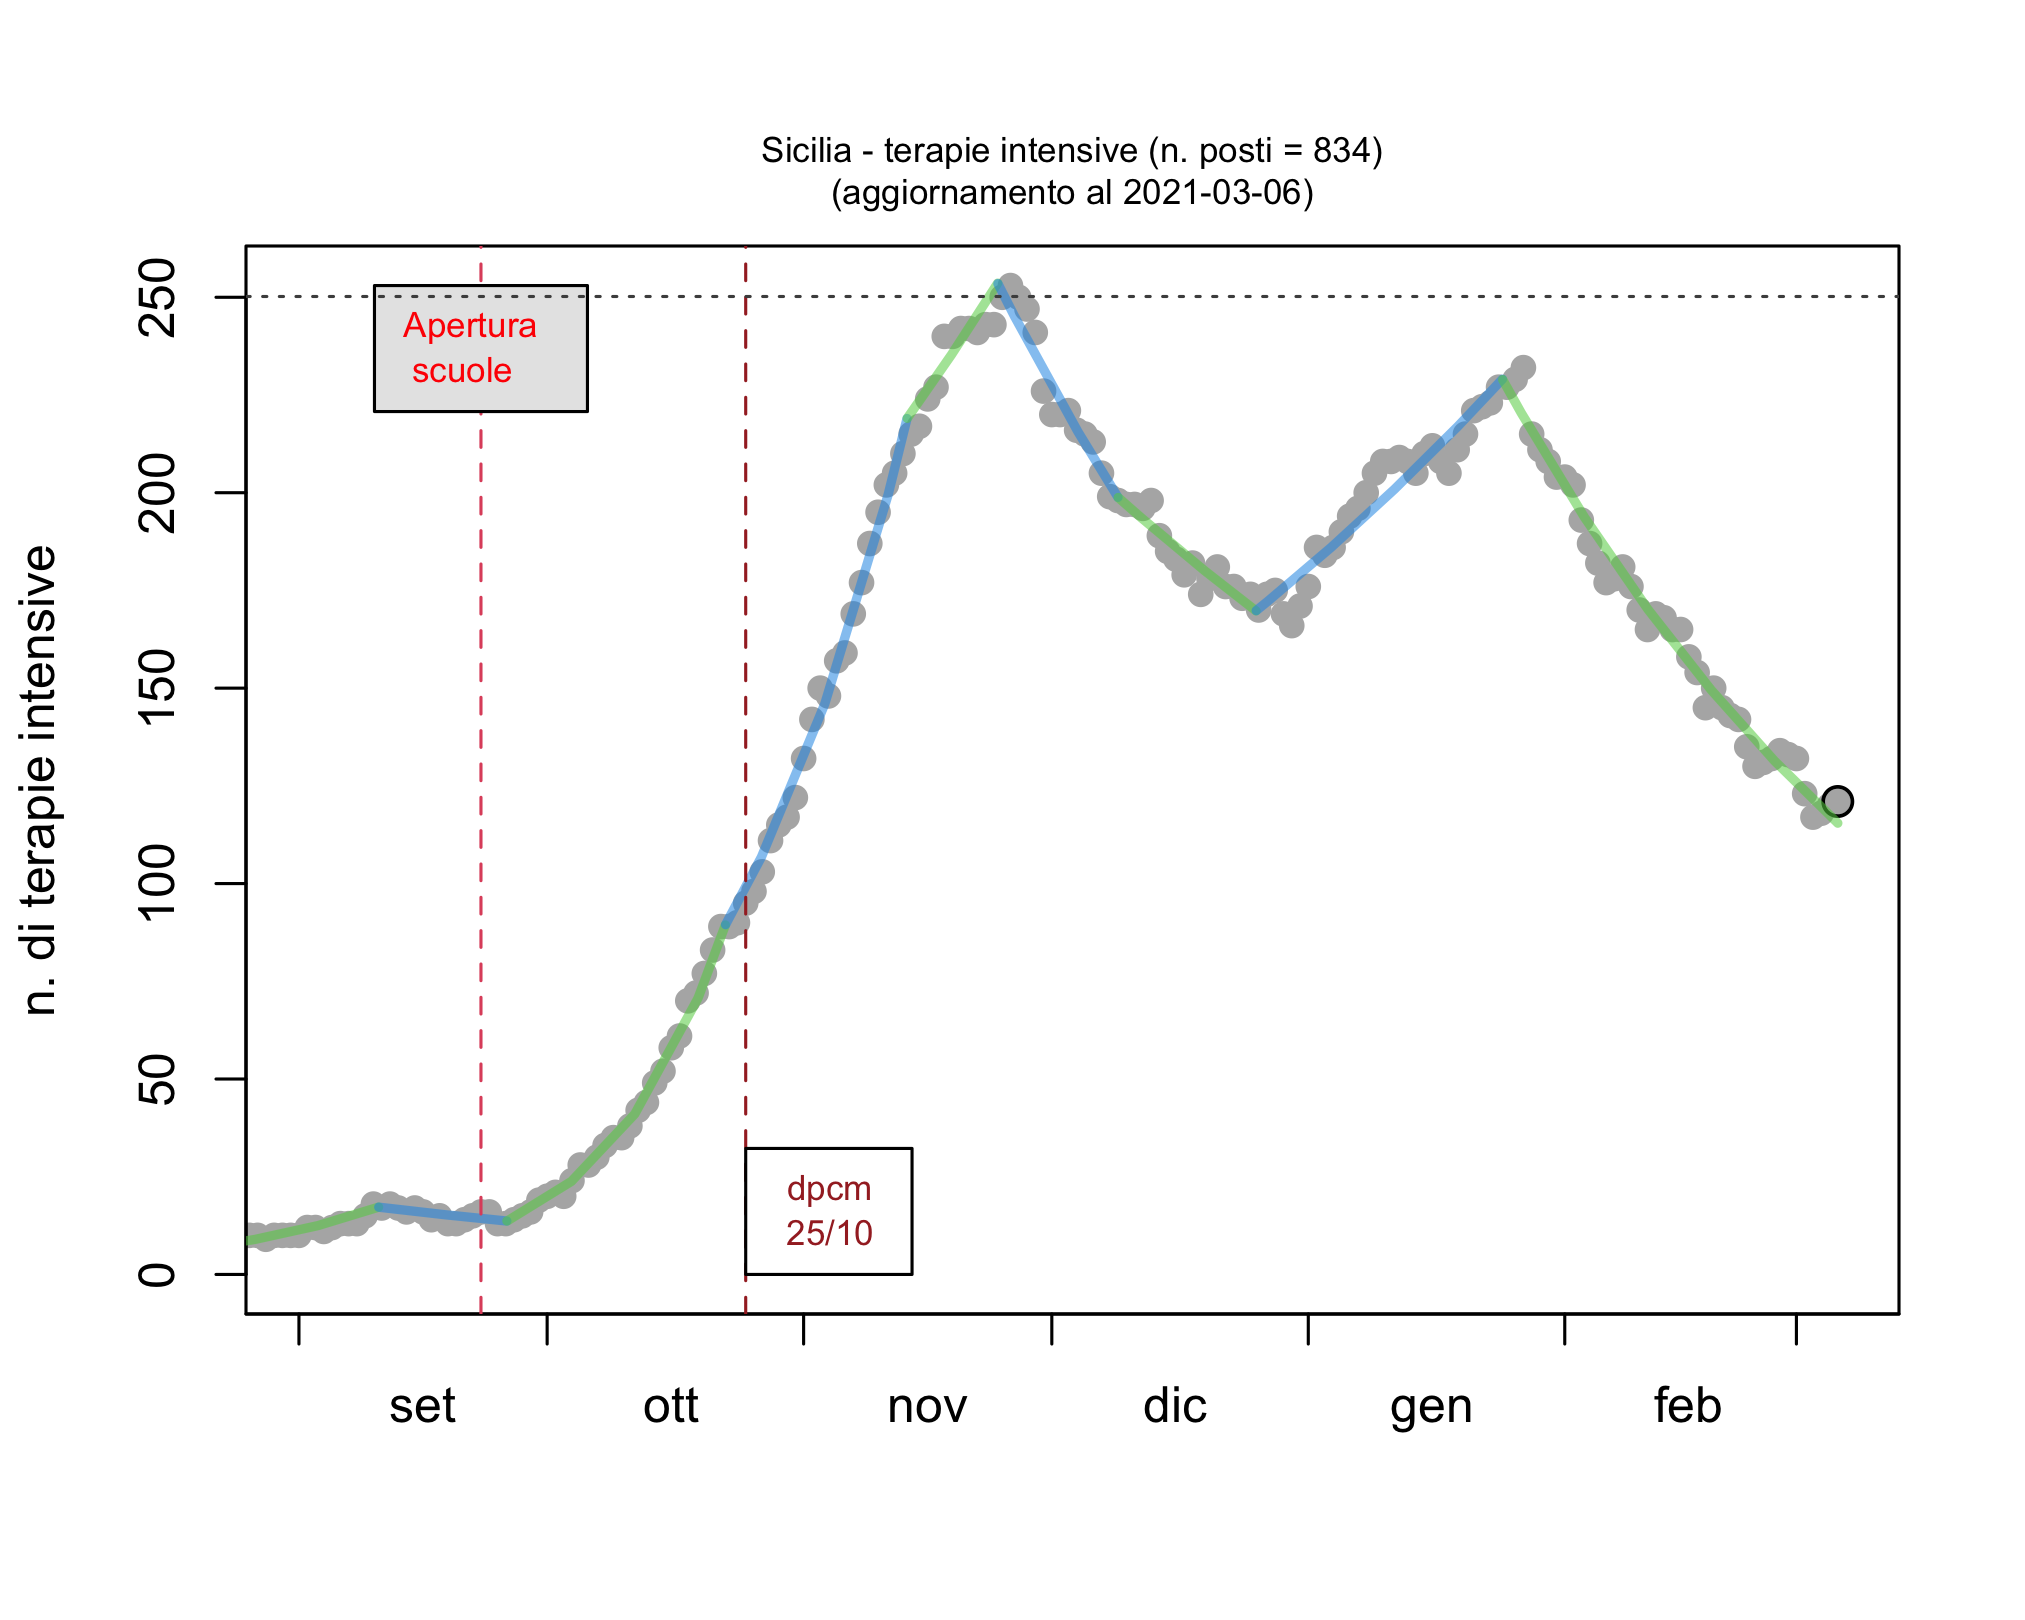 Sicilia - terapie intensive (n. posti = 834)
(aggiornamento al 2021-03-06)
n. di terapie intensive
250
200
150
100
50
0
Apertura
scuole
dpcm
25/10
set ott nov dic gen feb